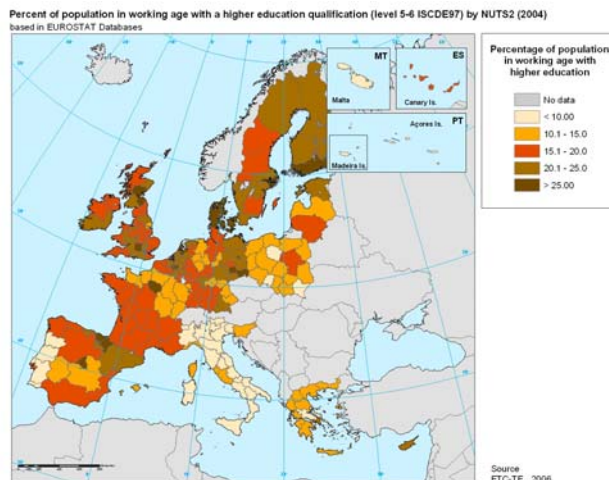 Percent of population in working age with a higher education qualification (level 5-6 ISCDE97) by NUTS2 (2004)
based in EUROSTAT Databases
MT
Malta
ES
Canary Is.
PT
Açores Is.
Madeira Is.
Percentage of population
in working age with
higher education
No data
< 10.00
10.1 - 15.0
15.1 - 20.0
20.1 - 25.0
> 25.00
Source
ETC-TE, 2006